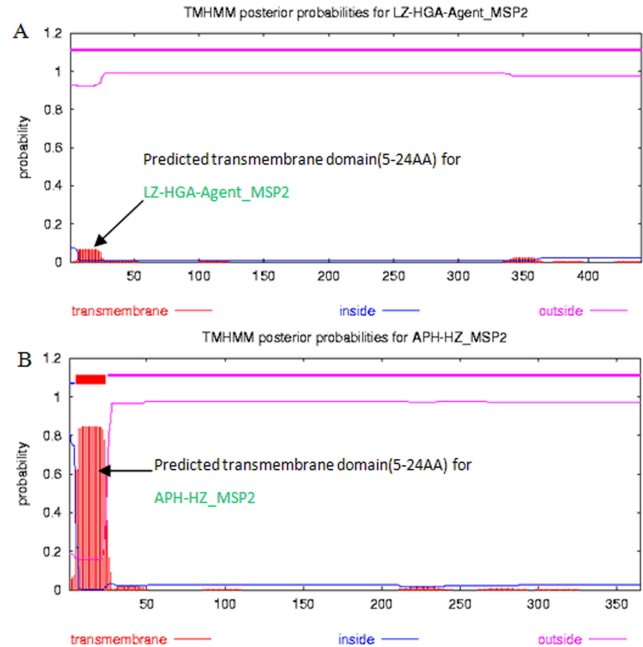 A
TMHMM posterior probabilities for LZ-HGA-Agent_MSP2
1.2
1
0.8
0.6
0.4
0.2
0
probability
Predicted transmembrane domain(5-24AA) for
LZ-HGA-Agent_MSP2
50 100 150 200 250 300 350 400
transmembrane inside outside
B
TMHMM posterior probabilities for APH-HZ_MSP2
1.2
1
0.8
0.6
0.4
0.2
0
probability
Predicted transmembrane domain(5-24AA) for
APH-HZ_MSP2
50 100 150 200 250 300 350
transmembrane inside outside